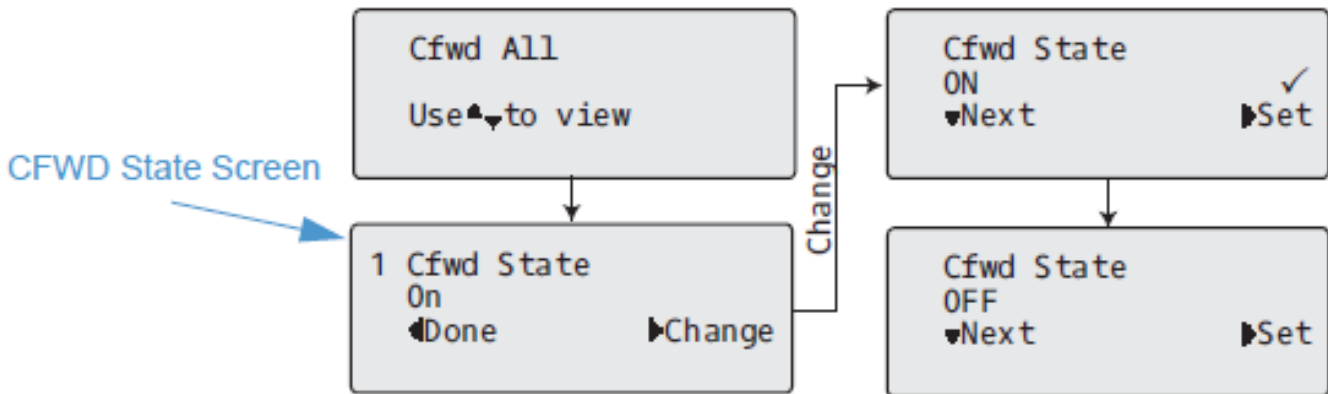 Cfwd All
Use▲▼to view
CFWD State Screen
1 Cfwd State
On
◀Done ▶Change
Change
Cfwd State
ON ✓
▼Next ▶Set
Cfwd State
OFF
▼Next ▶Set